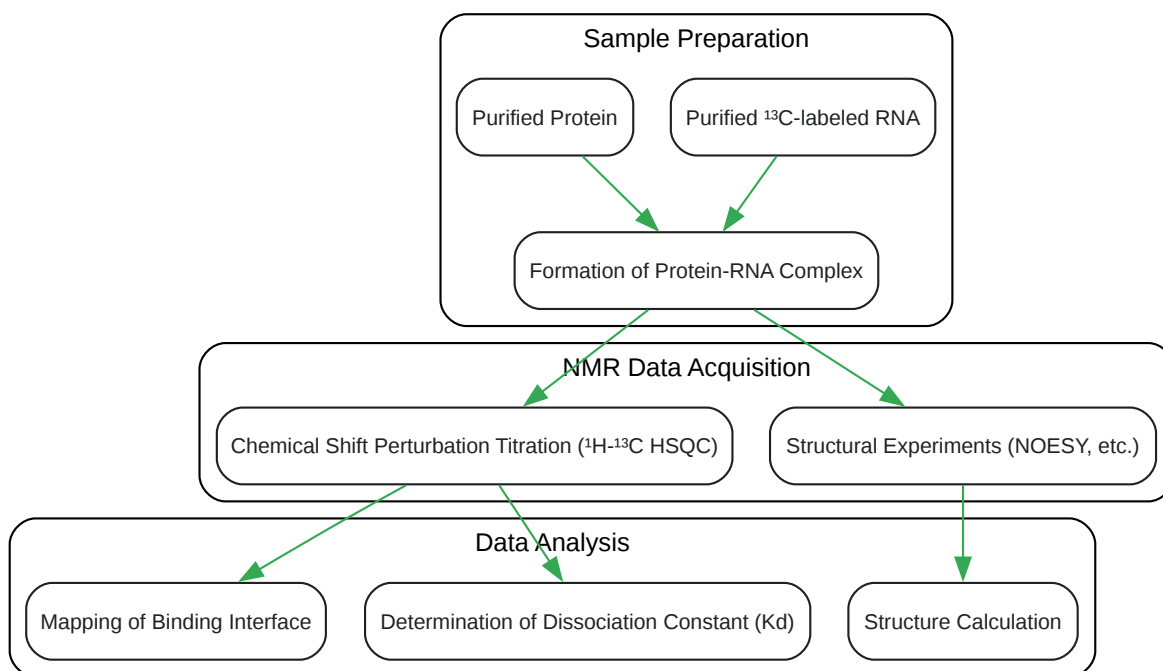 Sample Preparation
Purified Protein
Purified ¹³C-labeled RNA
Formation of Protein-RNA Complex
NMR Data Acquisition
Chemical Shift Perturbation Titration (¹H-¹³C HSQC)
Structural Experiments (NOESY, etc.)
Data Analysis
Mapping of Binding Interface
Determination of Dissociation Constant (Kd)
Structure Calculation